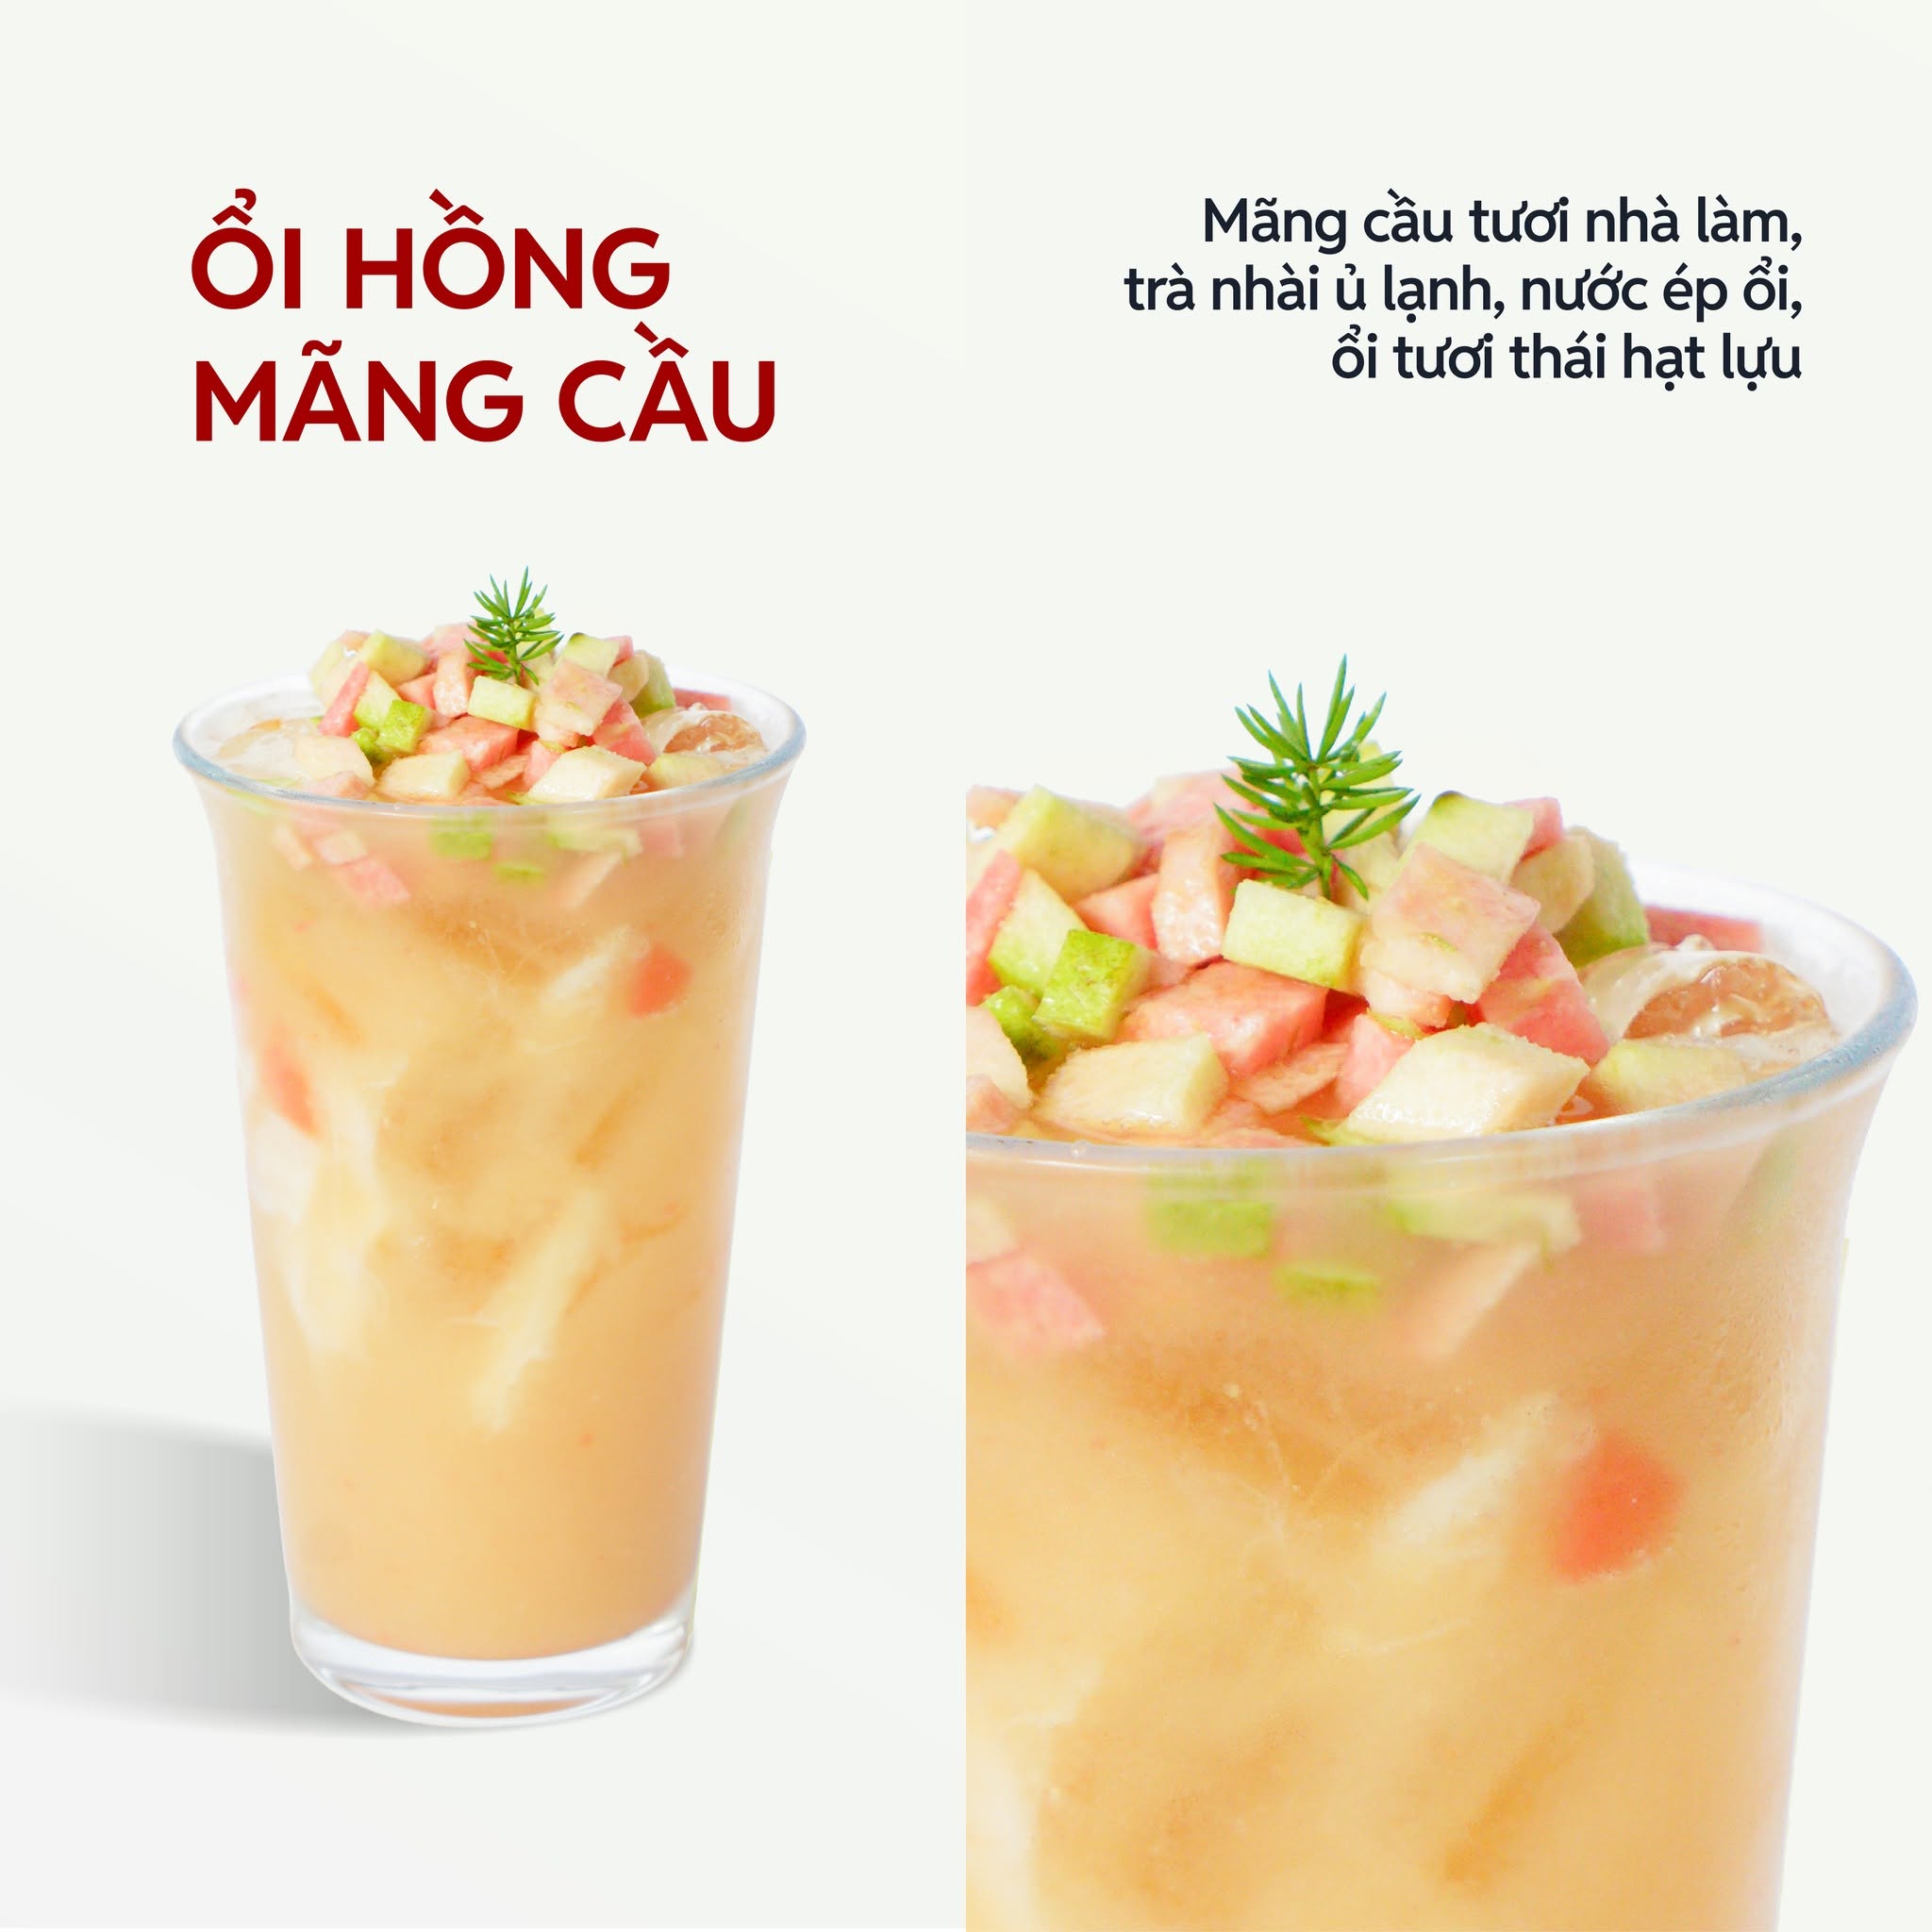 ỔI HỒNG
MÃNG CẦU
Mãng cầu tươi nhà làm,
trà nhài ủ lạnh, nước ép ổi,
ổi tươi thái hạt lựu